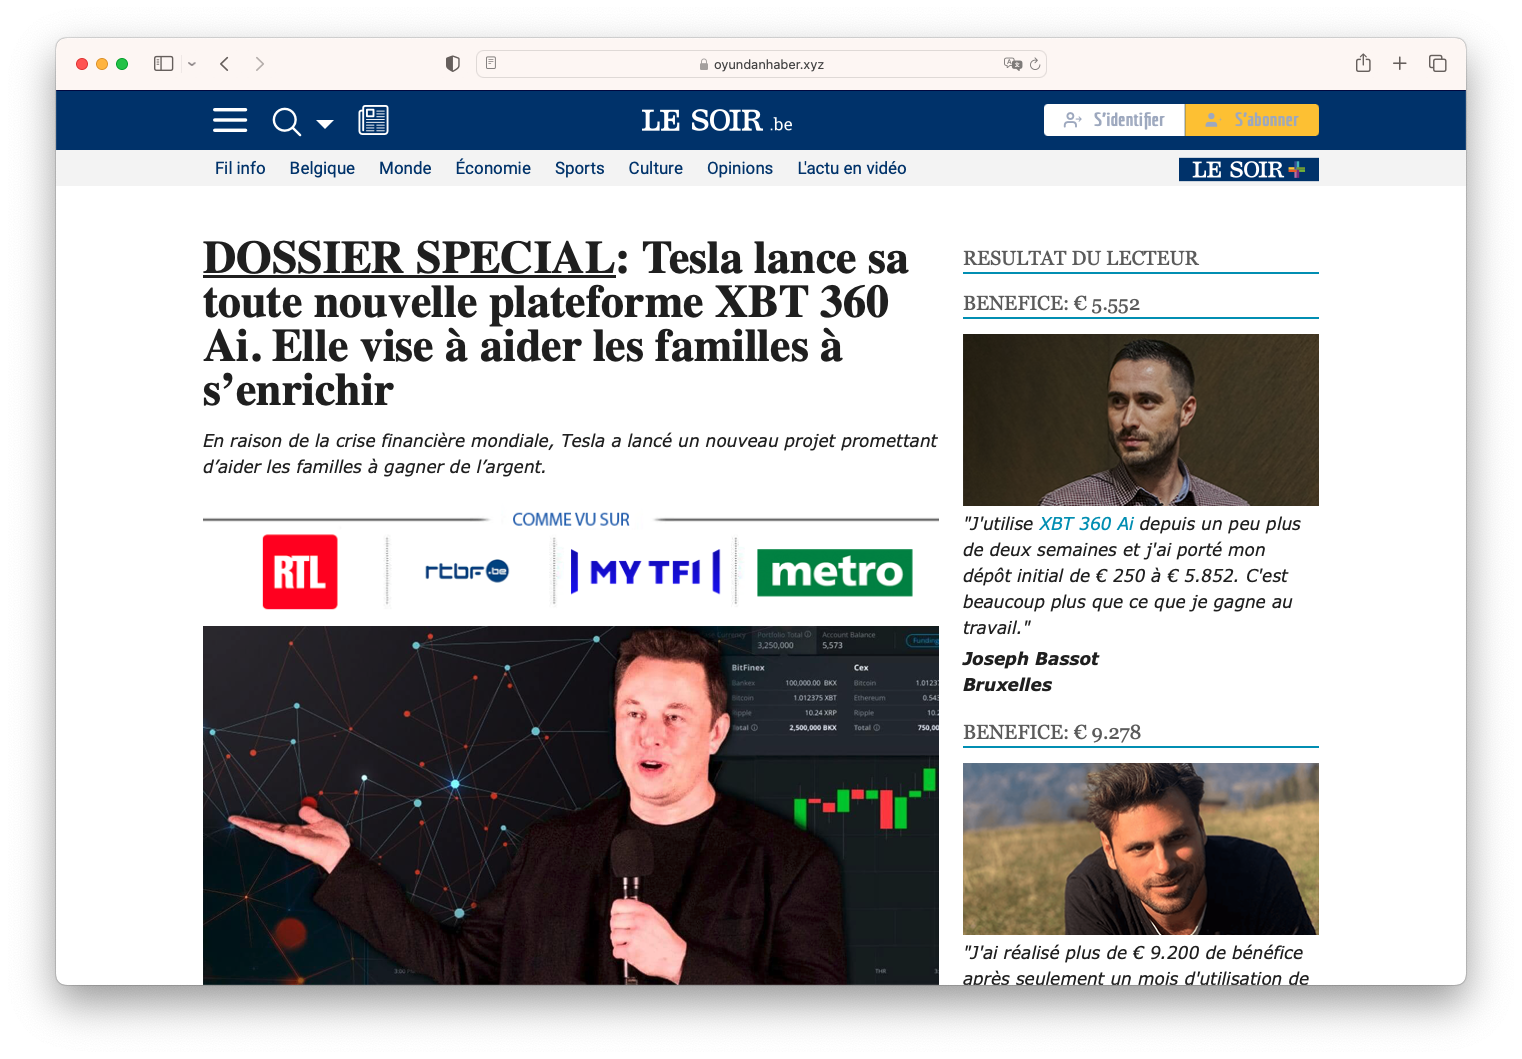 oyundanhaber.xyz
LE SOIR .be
S'identifier
S'abonner
Fil info
Belgique
Monde
Économie
Sports
Culture
Opinions
L'actu en vidéo
LE SOIR+
DOSSIER SPECIAL: Tesla lance sa
toute nouvelle plateforme XBT 360
Ai. Elle vise à aider les familles à
s’enrichir
En raison de la crise financière mondiale, Tesla a lancé un nouveau projet promettant
d’aider les familles à gagner de l’argent.
COMME VU SUR
RTL
rtbf.be
MYTF1
metro
Portfolio Total
Account Balance
3,250,000
5,573
Funding
BitFinex
Cex
100,000.00 BKX
Bitcoin
1.01237
1.012375 XBT
Ethereum
0.543
10.24 XRP
Ripple
10.2
2,500,000 BKX
Total
750,00
THR
RESULTAT DU LECTEUR
BENEFICE: € 5.552
"J'utilise XBT 360 Ai depuis un peu plus
de deux semaines et j'ai porté mon
dépôt initial de € 250 à € 5.852. C'est
beaucoup plus que ce que je gagne au
travail."
Joseph Bassot
Bruxelles
BENEFICE: € 9.278
"J'ai réalisé plus de € 9.200 de bénéfice
après seulement un mois d'utilisation de